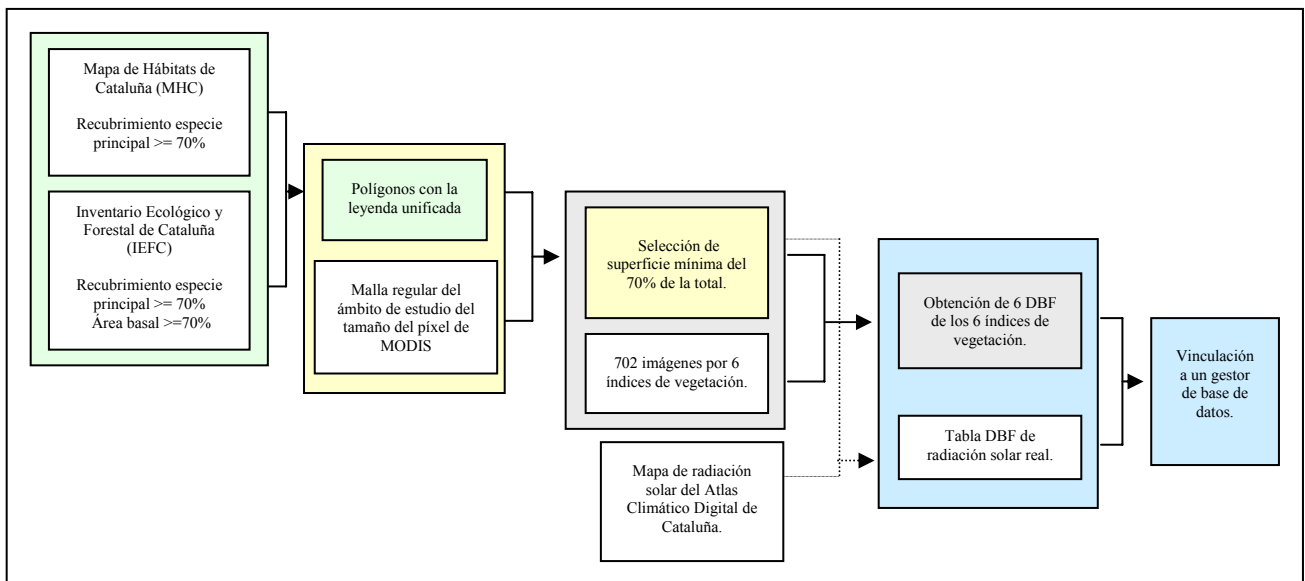 Mapa de Hábitats de
Cataluña (MHC)
Recubrimiento especie
principal >= 70%
Inventario Ecológico y
Forestal de Cataluña
(IEFC)
Recubrimiento especie
principal >= 70%
Área basal >=70%
Polígonos con la
leyenda unificada
Malla regular del
ámbito de estudio del
tamaño del píxel de
MODIS
Selección de
superficie mínima del
70% de la total.
702 imágenes por 6
índices de vegetación.
Mapa de radiación
solar del Atlas
Climático Digital de
Cataluña.
Obtención de 6 DBF
de los 6 índices de
vegetación.
Tabla DBF de
radiación solar real.
Vinculación
a un gestor
de base de
datos.